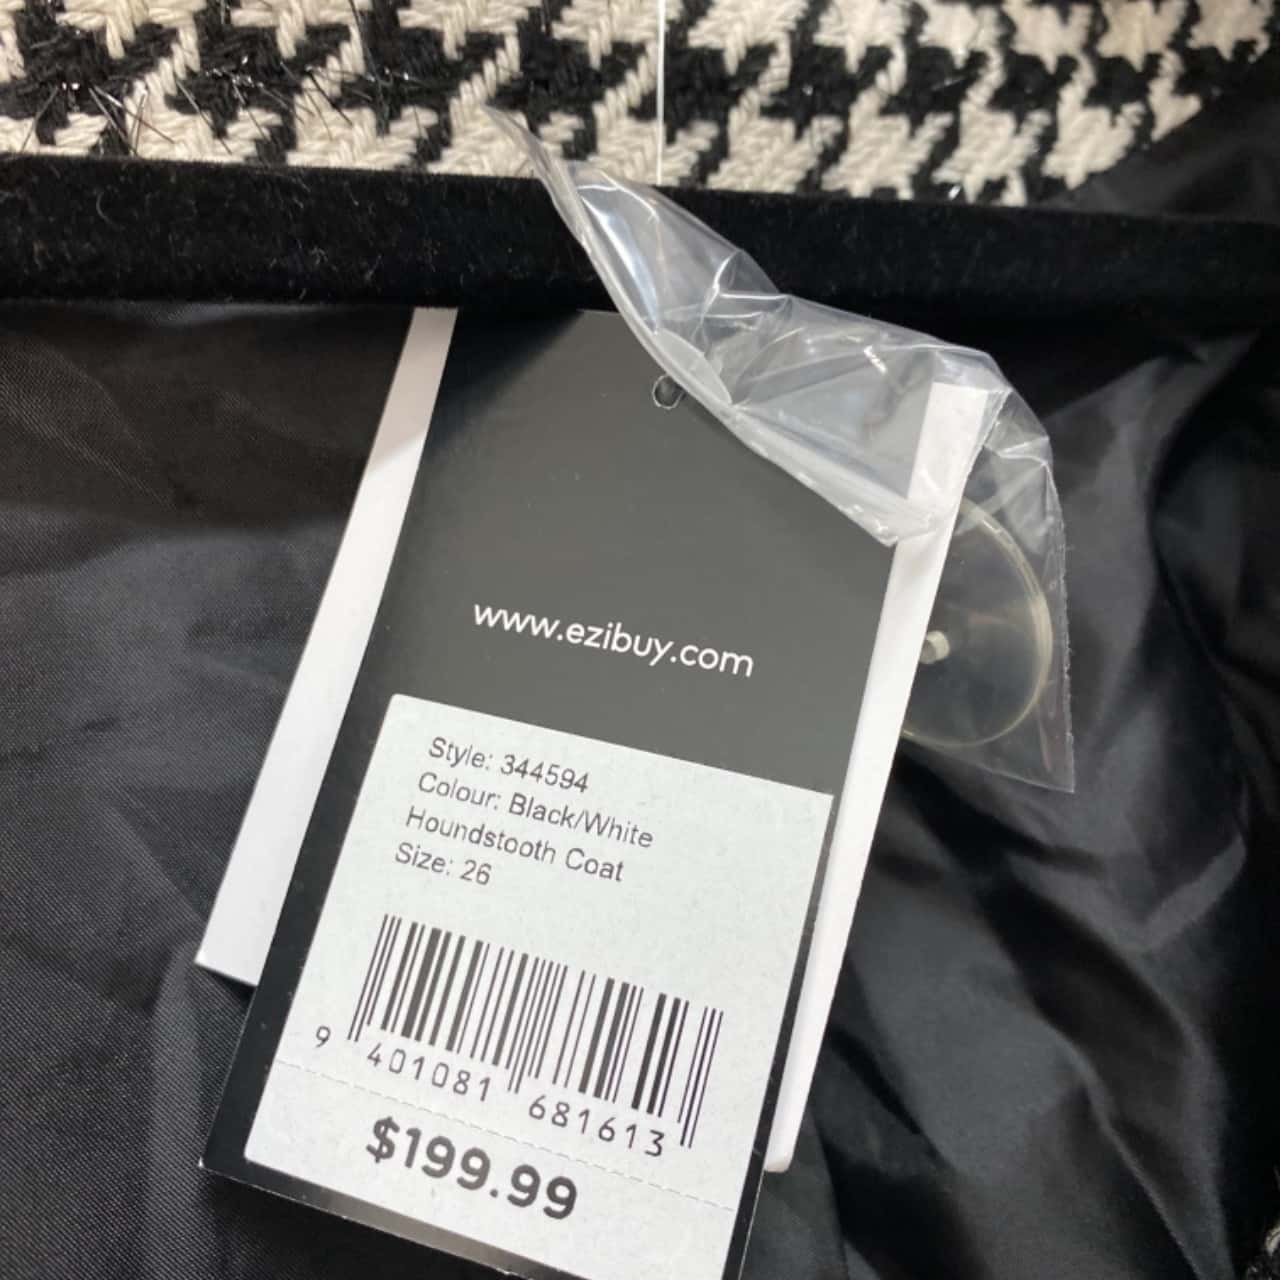 www.ezibuy.com
Style: 344594
Colour: Black/White
Houndstooth Coat
Size: 26
9 401081 681613
$199.99